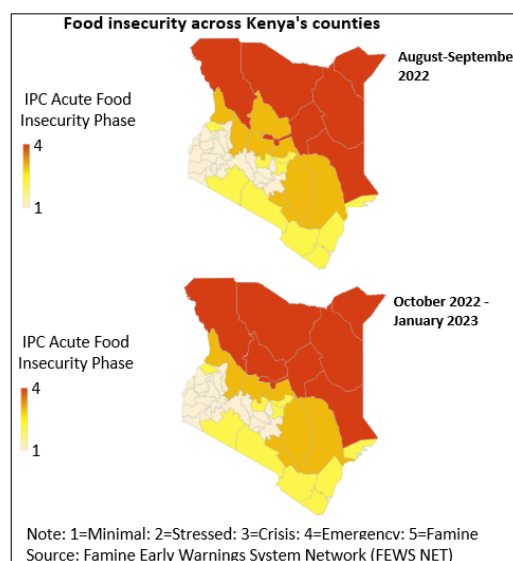 Food insecurity across Kenya's counties
August-Septembe
2022
IPC Acute Food
Insecurity Phase
4
1
October 2022 -
January 2023
IPC Acute Food
Insecurity Phase
4
1
Note: 1=Minimal: 2=Stressed: 3=Crisis: 4=Emergency: 5=Famine
Source: Famine Early Warnings System Network (FEWS NET)